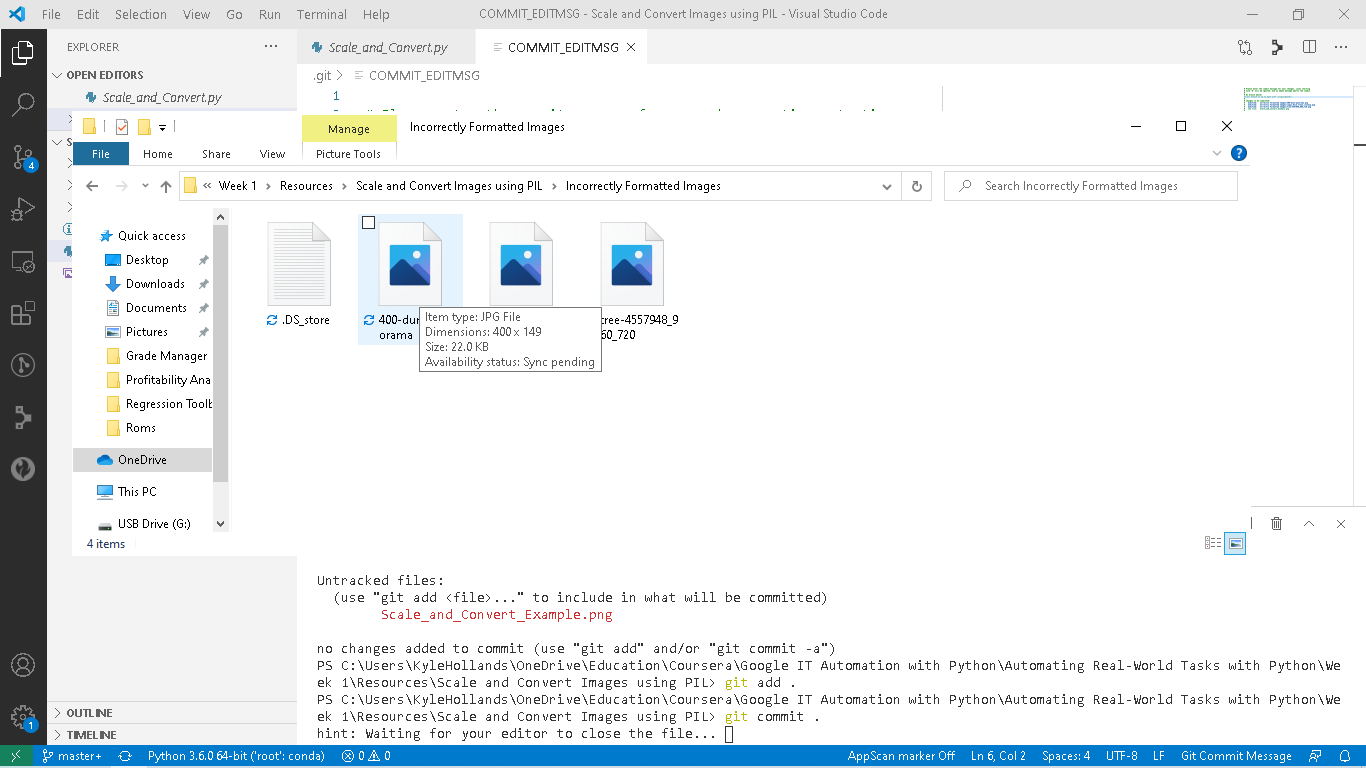 File Edit Selection View Go Run Terminal Help COMMIT_EDITMSG - Scale and Convert Images using PIL - Visual Studio Code
EXPLORER
Scale_and_Convert.py COMMIT_EDITMSG
OPEN EDITORS
.git COMMIT_EDITMSG
Scale_and_Convert.py
1
S
Manage Incorrectly Formatted Images
File Home Share View Picture Tools
« Week 1 Resources Scale and Convert Images using PIL Incorrectly Formatted Images Search Incorrectly Formatted Images
4
Quick access
Desktop
Downloads
Documents
Pictures
Grade Manager
Profitability Ana
Regression Toolb
Roms
OneDrive
This PC
USB Drive (G:)
4 items
.DS_store
400-dun
orama
Item type: JPG File
Dimensions: 400 x 149
Size: 22.0 KB
Availability status: Sync pending
tree-4557948_9
60_720
Untracked files:
(use "git add <file>..." to include in what will be committed)
Scale_and_Convert_Example.png
no changes added to commit (use "git add" and/or "git commit -a")
PS C:\Users\KyleHollands\OneDrive\Education\Coursera\Google IT Automation with Python\Automating Real-World Tasks with Python\We
ek 1\Resources\Scale and Convert Images using PIL> git add .
PS C:\Users\KyleHollands\OneDrive\Education\Coursera\Google IT Automation with Python\Automating Real-World Tasks with Python\We
ek 1\Resources\Scale and Convert Images using PIL> git commit .
hint: Waiting for your editor to close the file...
OUTLINE
TIMELINE
1
master+ Python 3.6.0 64-bit ('root': conda) 0 0 AppScan marker Off Ln 6, Col 2 Spaces: 4 UTF-8 LF Git Commit Message